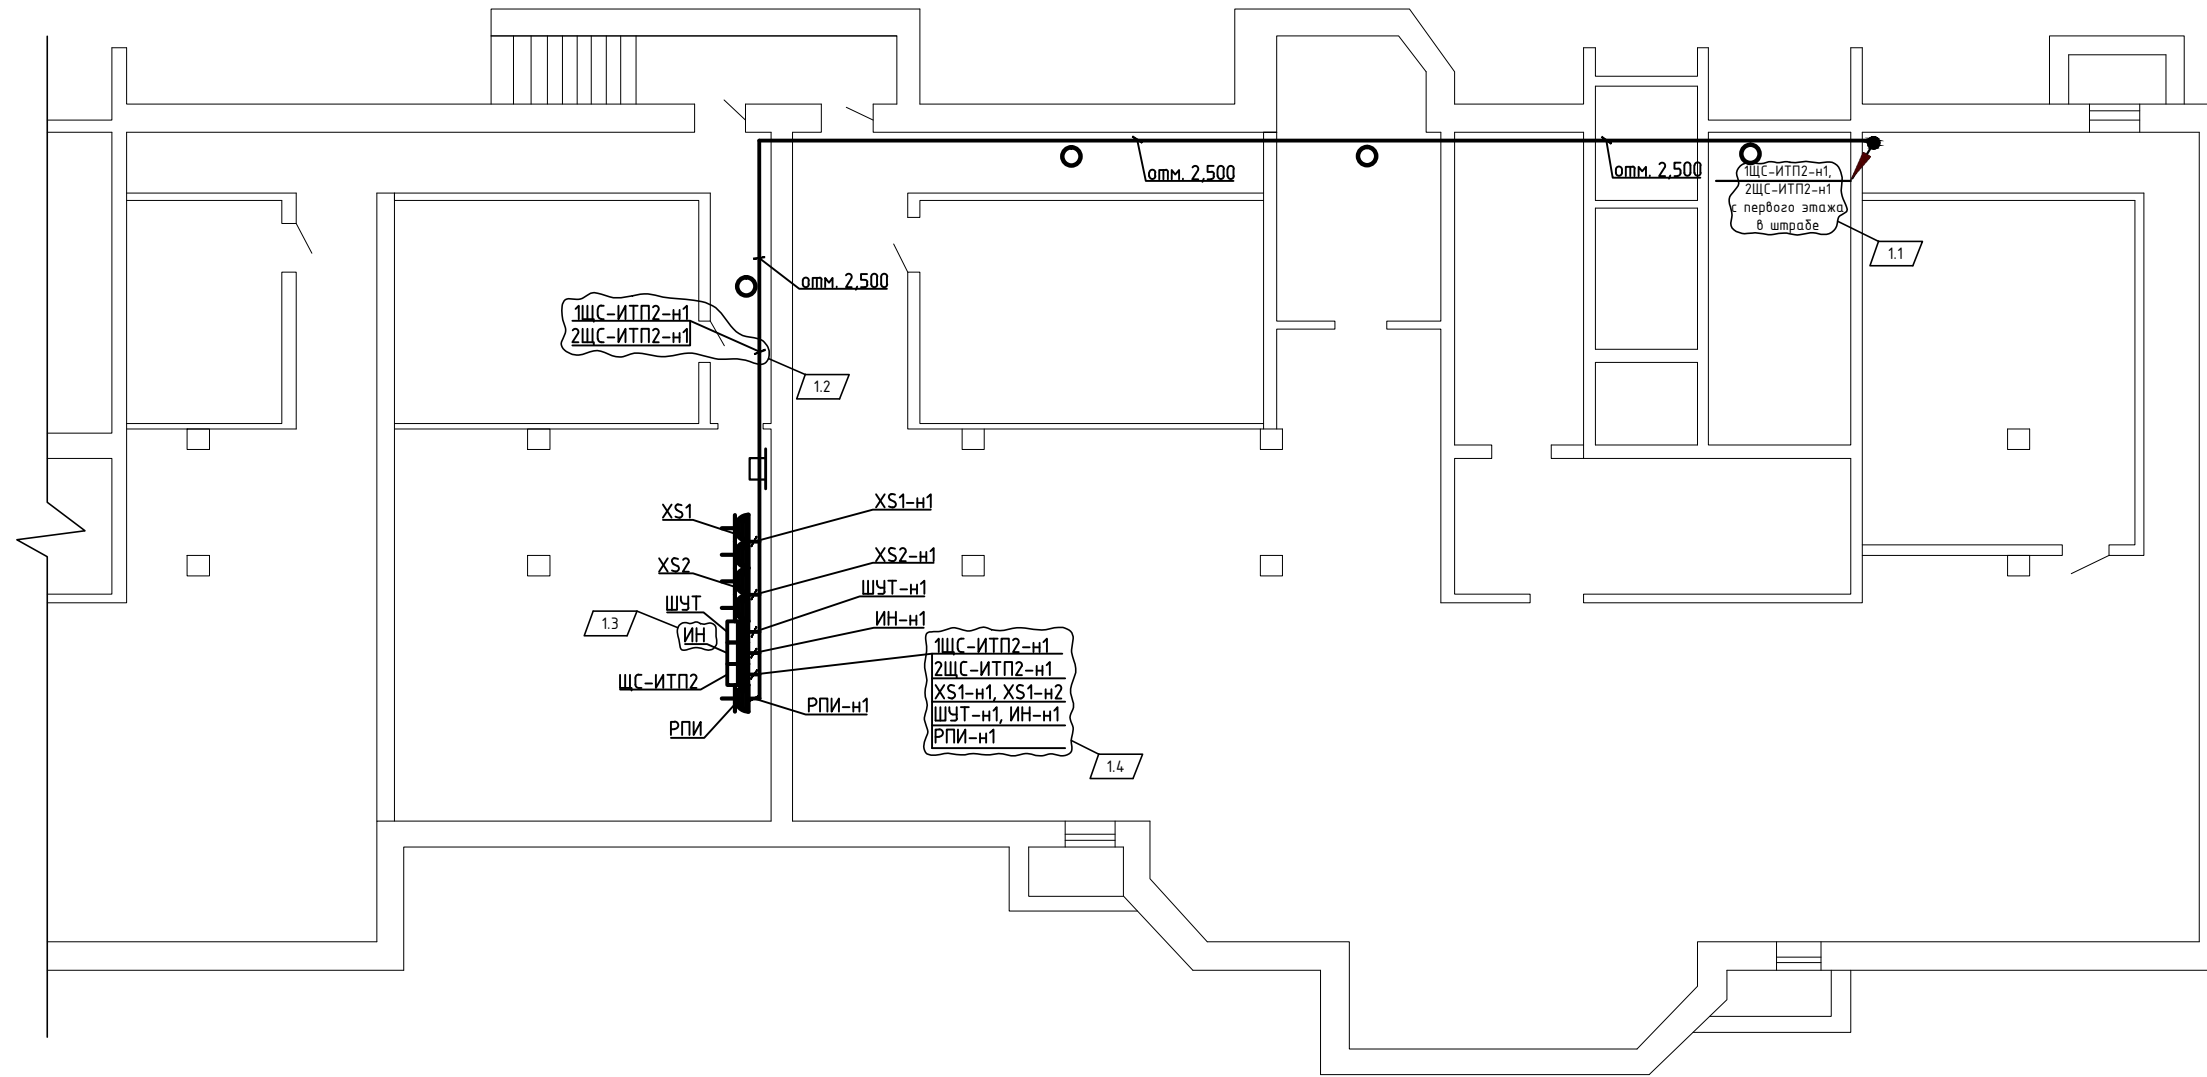 отм. 2,500
отм. 2,500
1ЩС-ИТП2-н1,
2ЩС-ИТП2-н1
с первого этажа
в штрабе
1.1
отм. 2,500
1ЩС-ИТП2-н1
2ЩС-ИТП2-н1
1.2
XS1
XS1-н1
XS2
XS2-н1
ШУТ
ШУТ-н1
1.3
ИН
ИН-н1
ЩС-ИТП2
1ЩС-ИТП2-н1
2ЩС-ИТП2-н1
XS1-н1, XS1-н2
ШУТ-н1, ИН-н1
РПИ-н1
РПИ-н1
РПИ
1.4